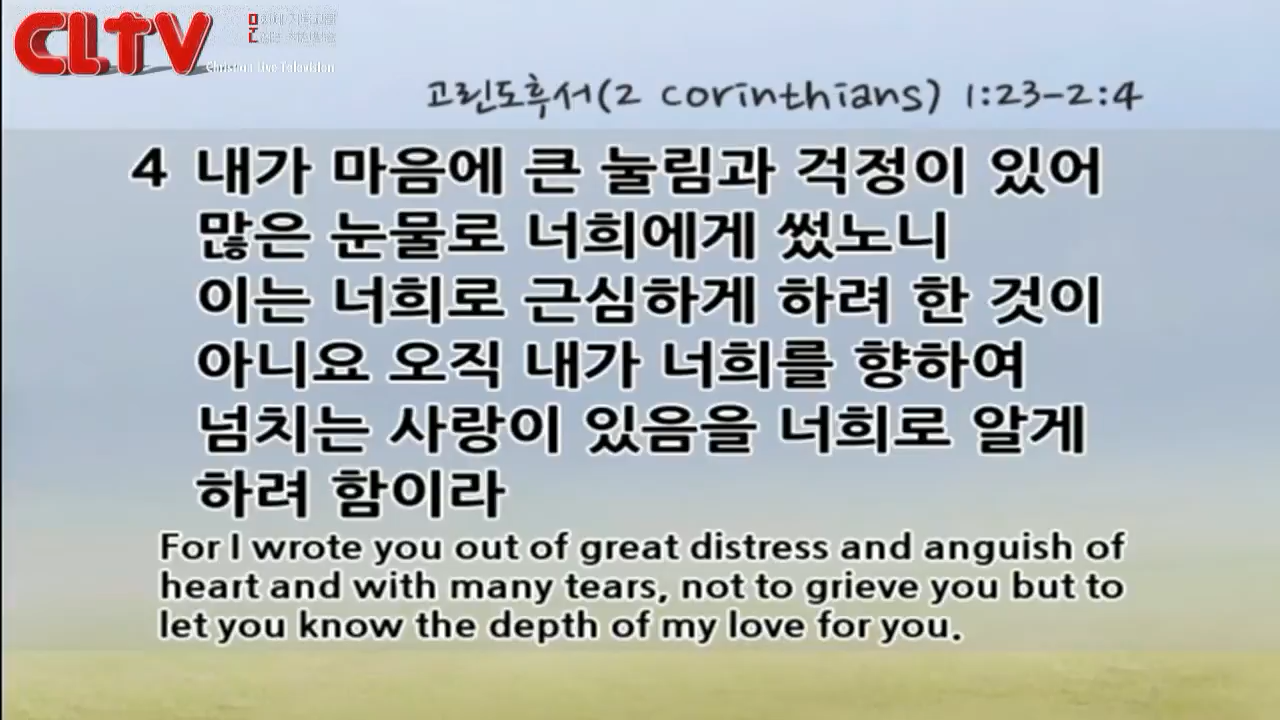 CLTV
Christian Live Television
고린도후서(2 corinthians) 1:23-2:4
4 내가 마음에 큰 눌림과 걱정이 있어
많은 눈물로 너희에게 썼노니
이는 너희로 근심하게 하려 한 것이
아니요 오직 내가 너희를 향하여
넘치는 사랑이 있음을 너희로 알게
하려 함이라
For I wrote you out of great distress and anguish of
heart and with many tears, not to grieve you but to
let you know the depth of my love for you.